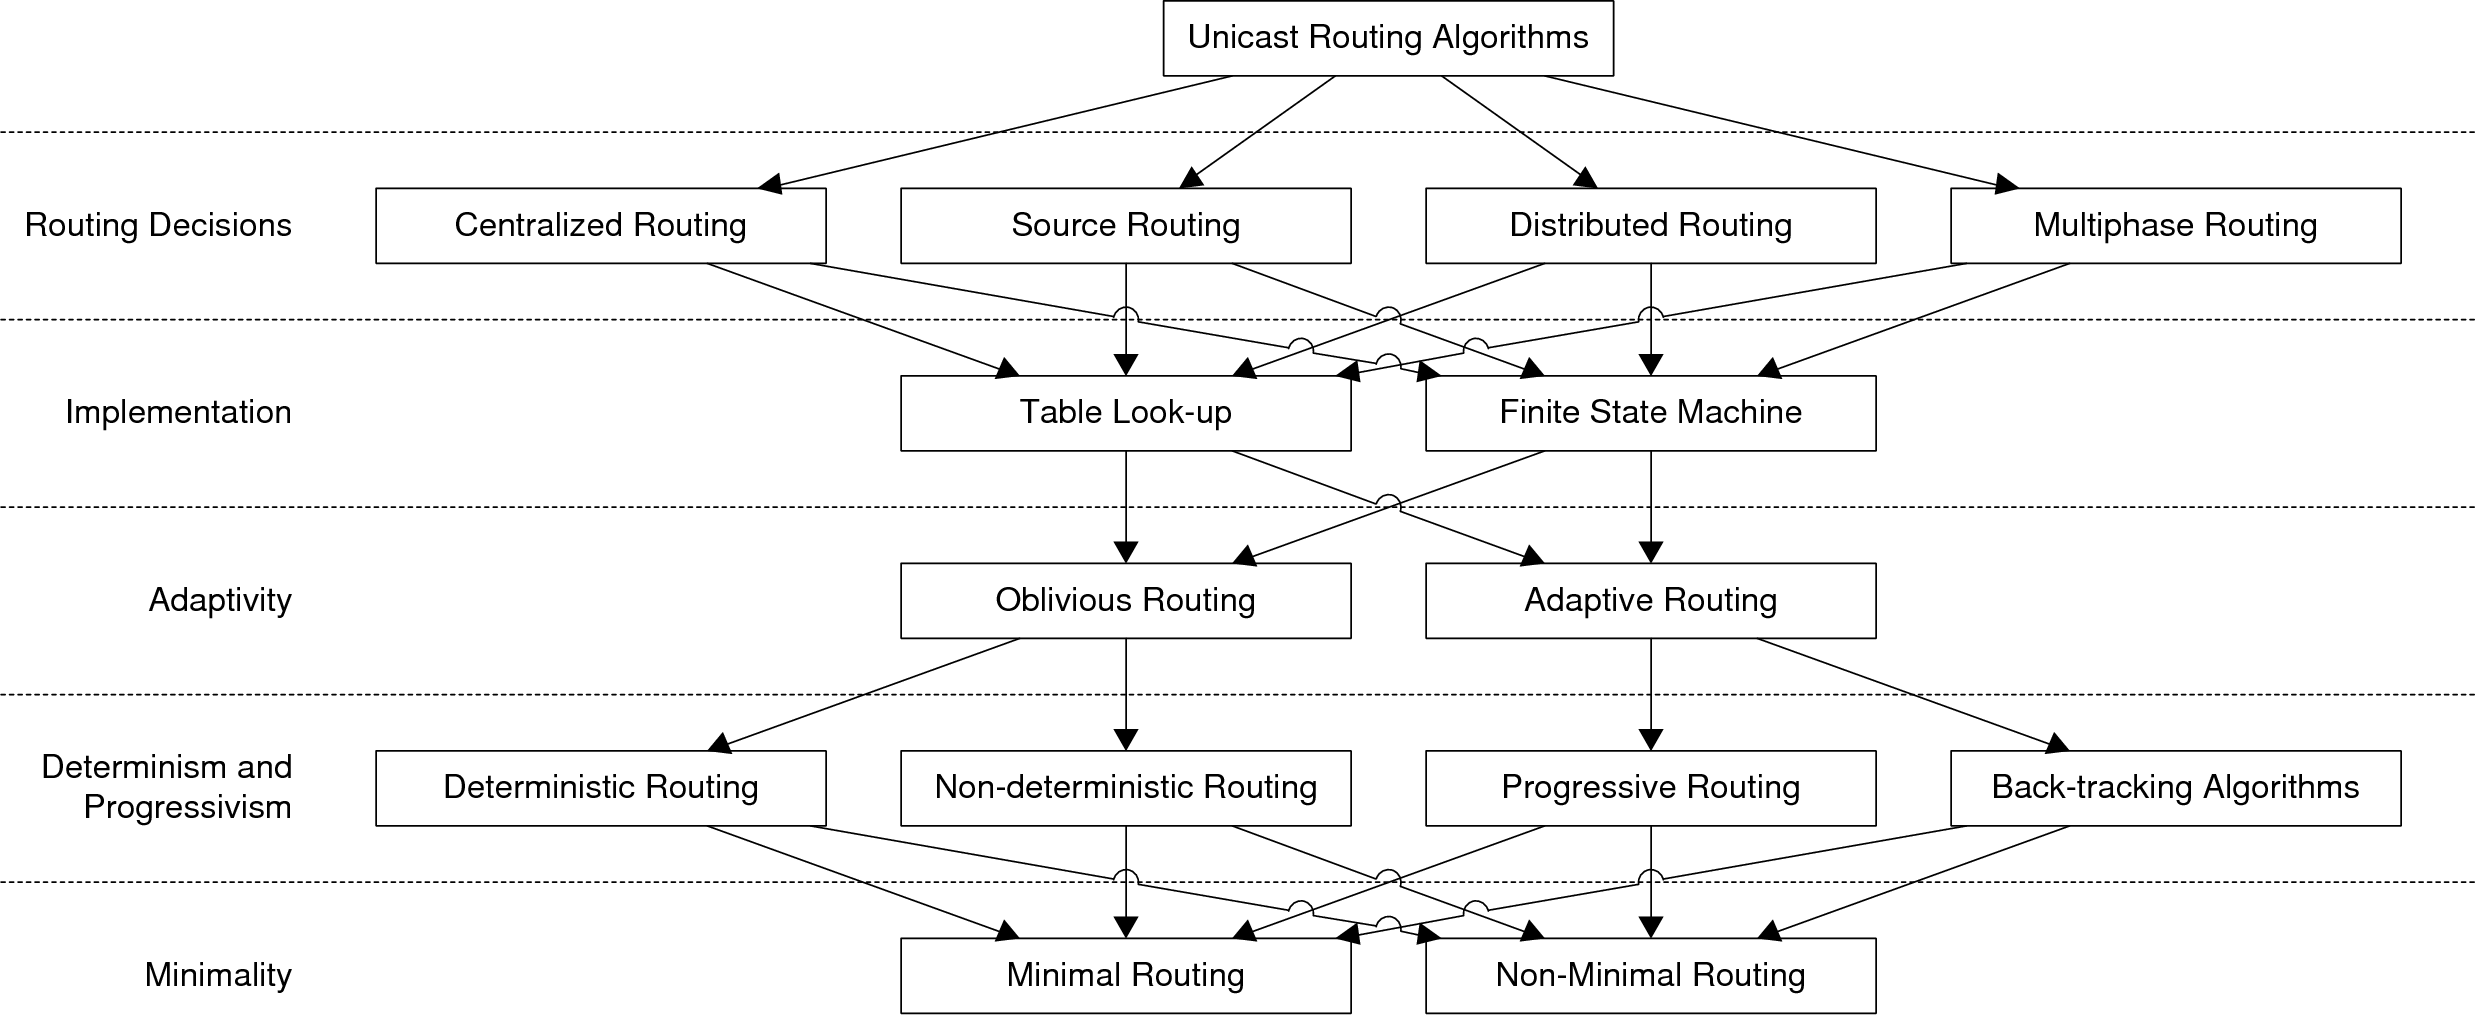 Unicast Routing Algorithms
Routing Decisions
Centralized Routing
Source Routing
Distributed Routing
Multiphase Routing
Implementation
Table Look-up
Finite State Machine
Adaptivity
Oblivious Routing
Adaptive Routing
Determinism and
Progressivism
Deterministic Routing
Non-deterministic Routing
Progressive Routing
Back-tracking Algorithms
Minimality
Minimal Routing
Non-Minimal Routing